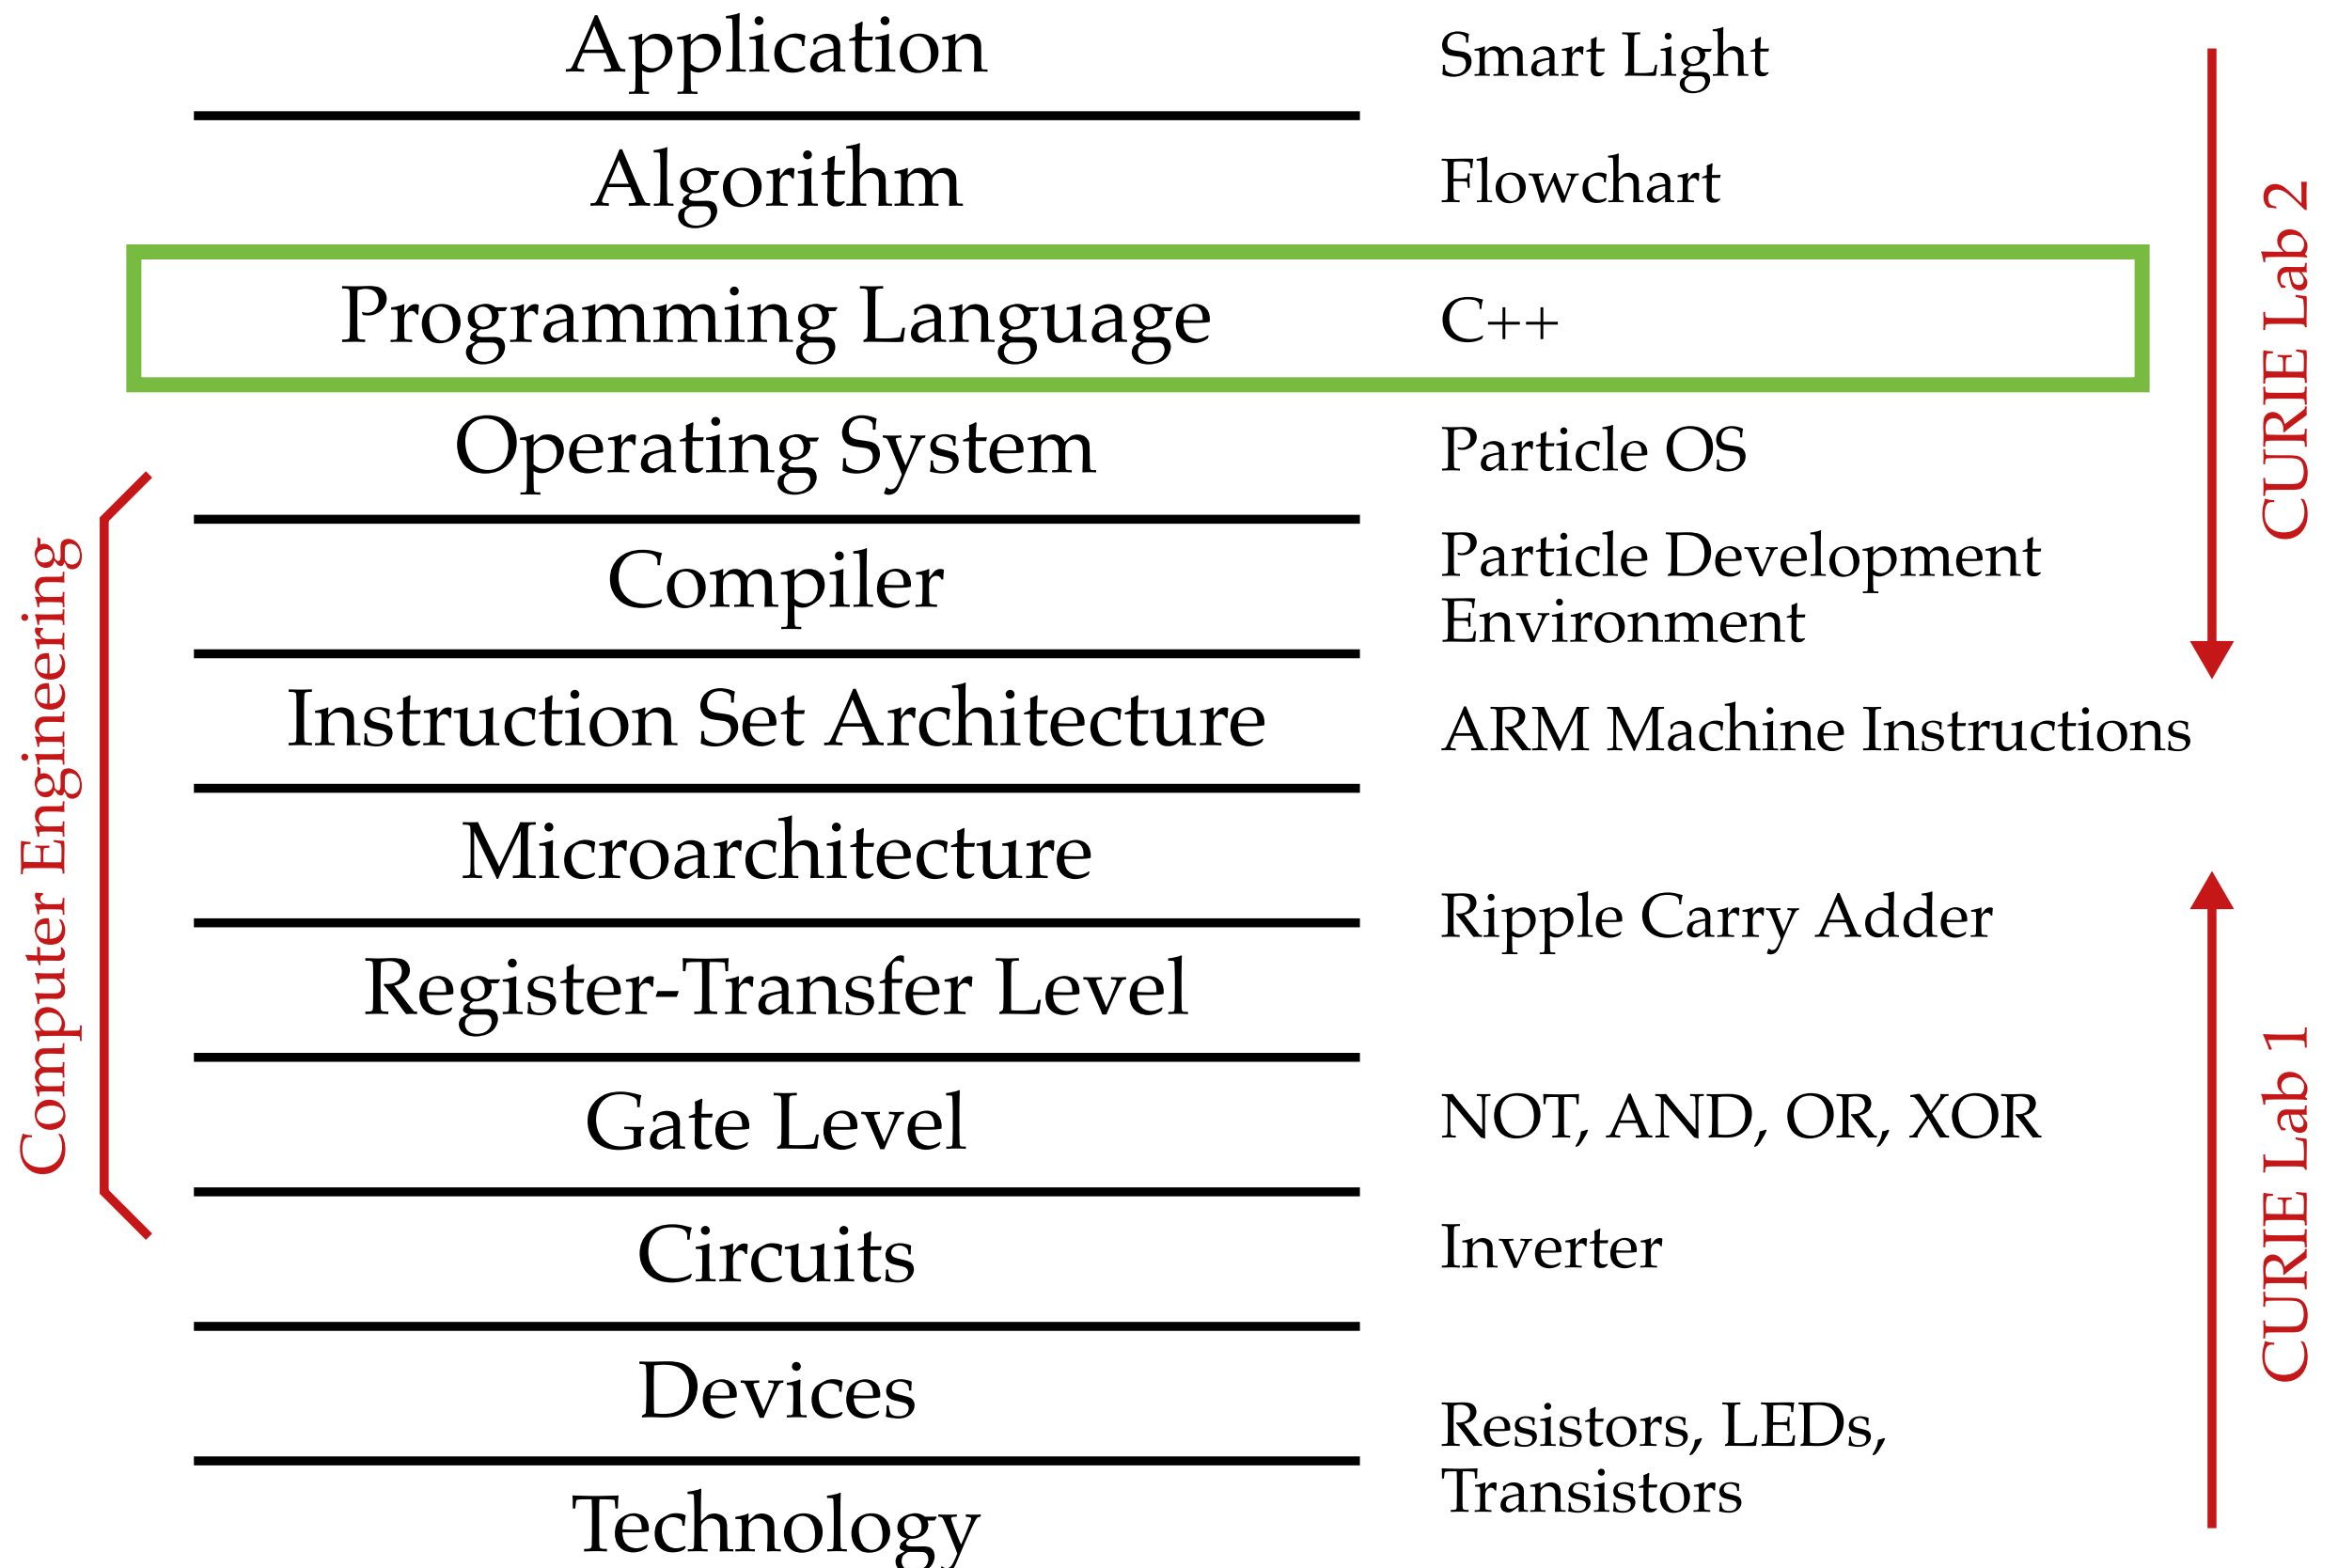 Application
Smart Light
Algorithm
Flowchart
Programming Language
C++
Operating System
Particle OS
Compiler
Particle Development
Environment
Instruction Set Architecture
ARM Machine Instructions
Microarchitecture
Ripple Carry Adder
Register-Transfer Level
Gate Level
NOT, AND, OR, XOR
Circuits
Inverter
Devices
Resistors, LEDs,
Transistors
Technology
Computer Engineering
CURIE Lab 2
CURIE Lab 1